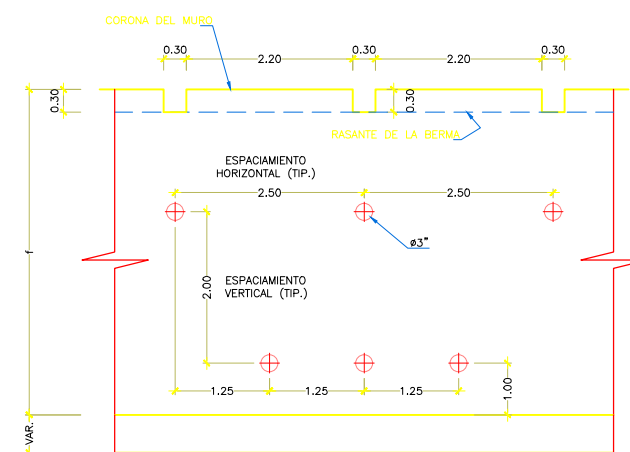 CORONA DEL MURO
0.30
2.20
0.30
2.20
0.30
0.30
0.30
RASANTE DE LA BERMA
ESPACIAMIENTO
HORIZONTAL (TIP.)
2.50
2.50
ø3"
f
2.00
ESPACIAMIENTO
VERTICAL (TIP.)
1.25
1.25
1.25
1.00
VAR.